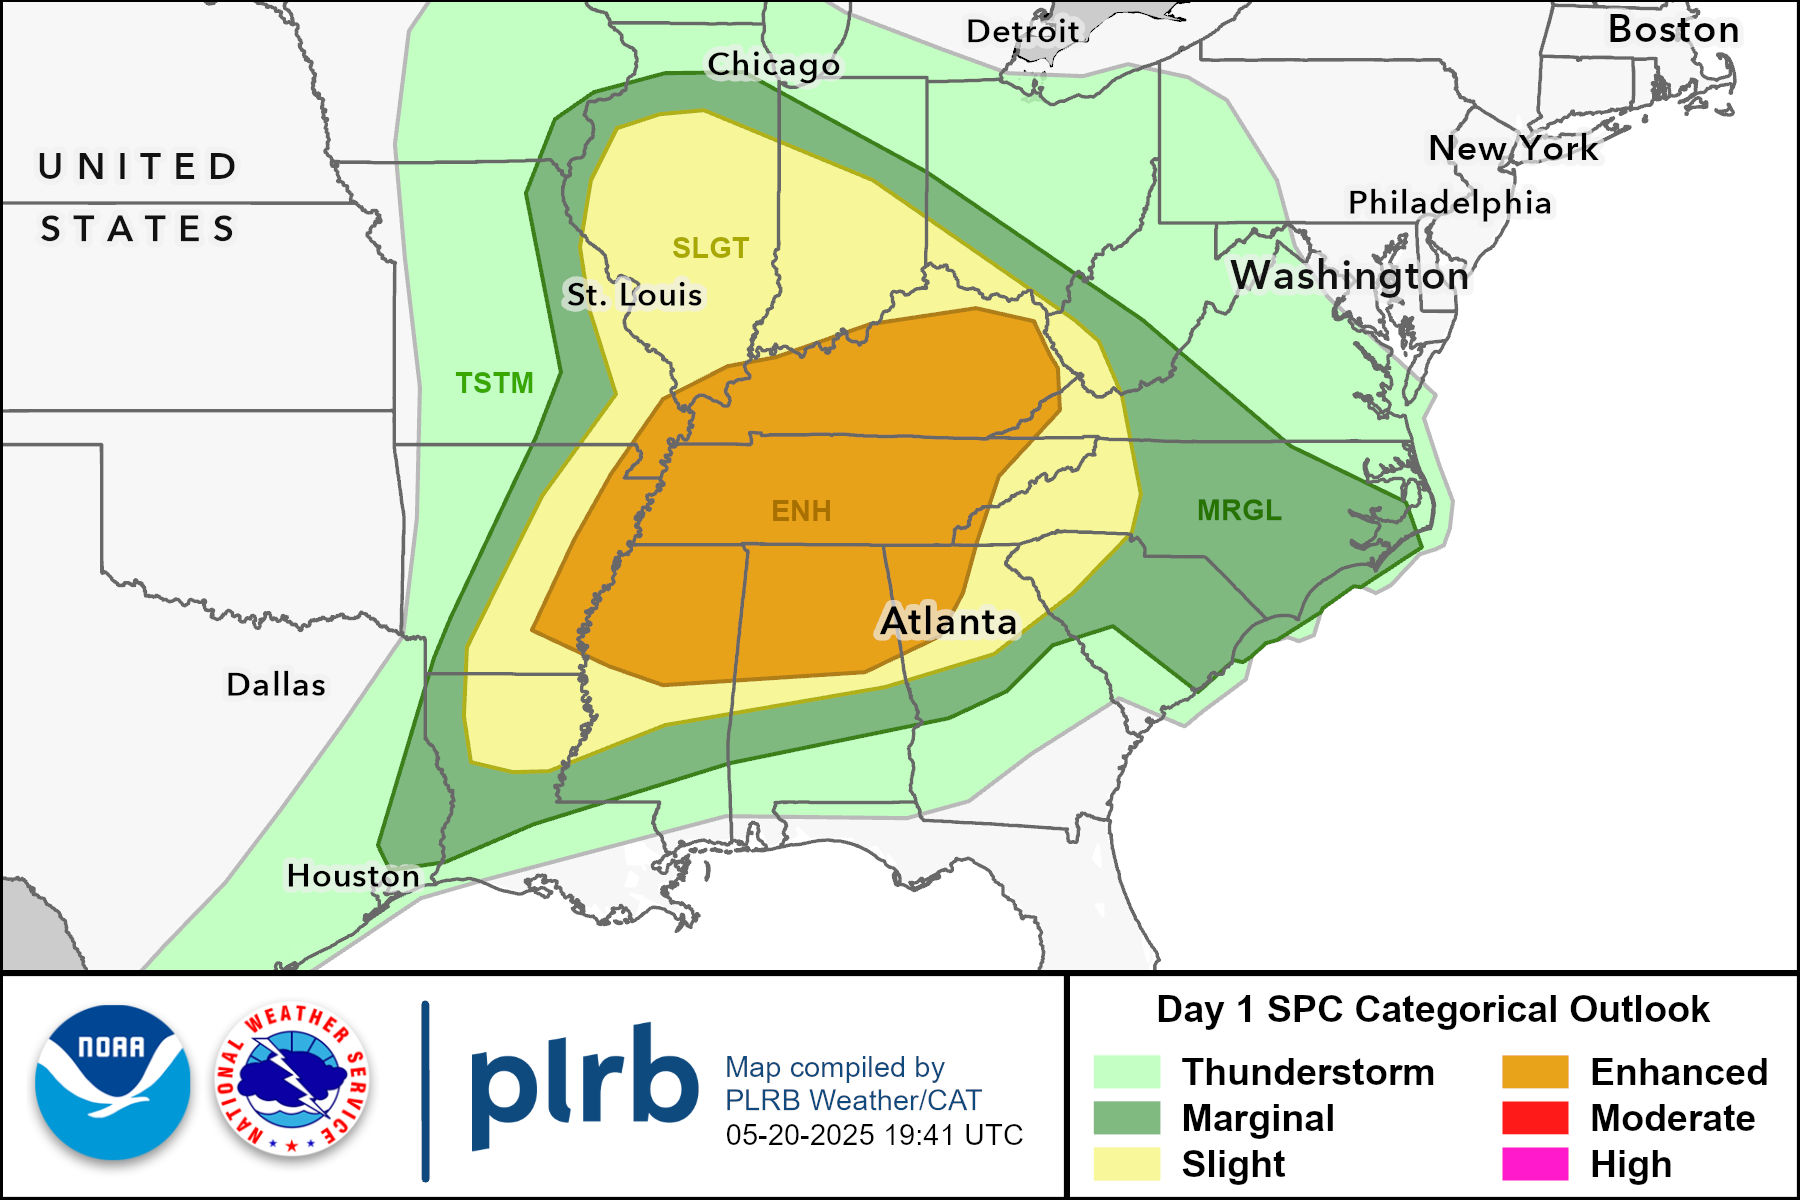 Detroit
Boston
Chicago
New York
UNITED
STATES
Philadelphia
SLGT
Washington
St. Louis
TSTM
ENH
MRGL
Atlanta
Dallas
Houston
NOAA
NATIONAL WEATHER SERVICE
plrb
Map compiled by
PLRB Weather/CAT
05-20-2025 19:41 UTC
Day 1 SPC Categorical Outlook
Thunderstorm
Enhanced
Marginal
Moderate
Slight
High